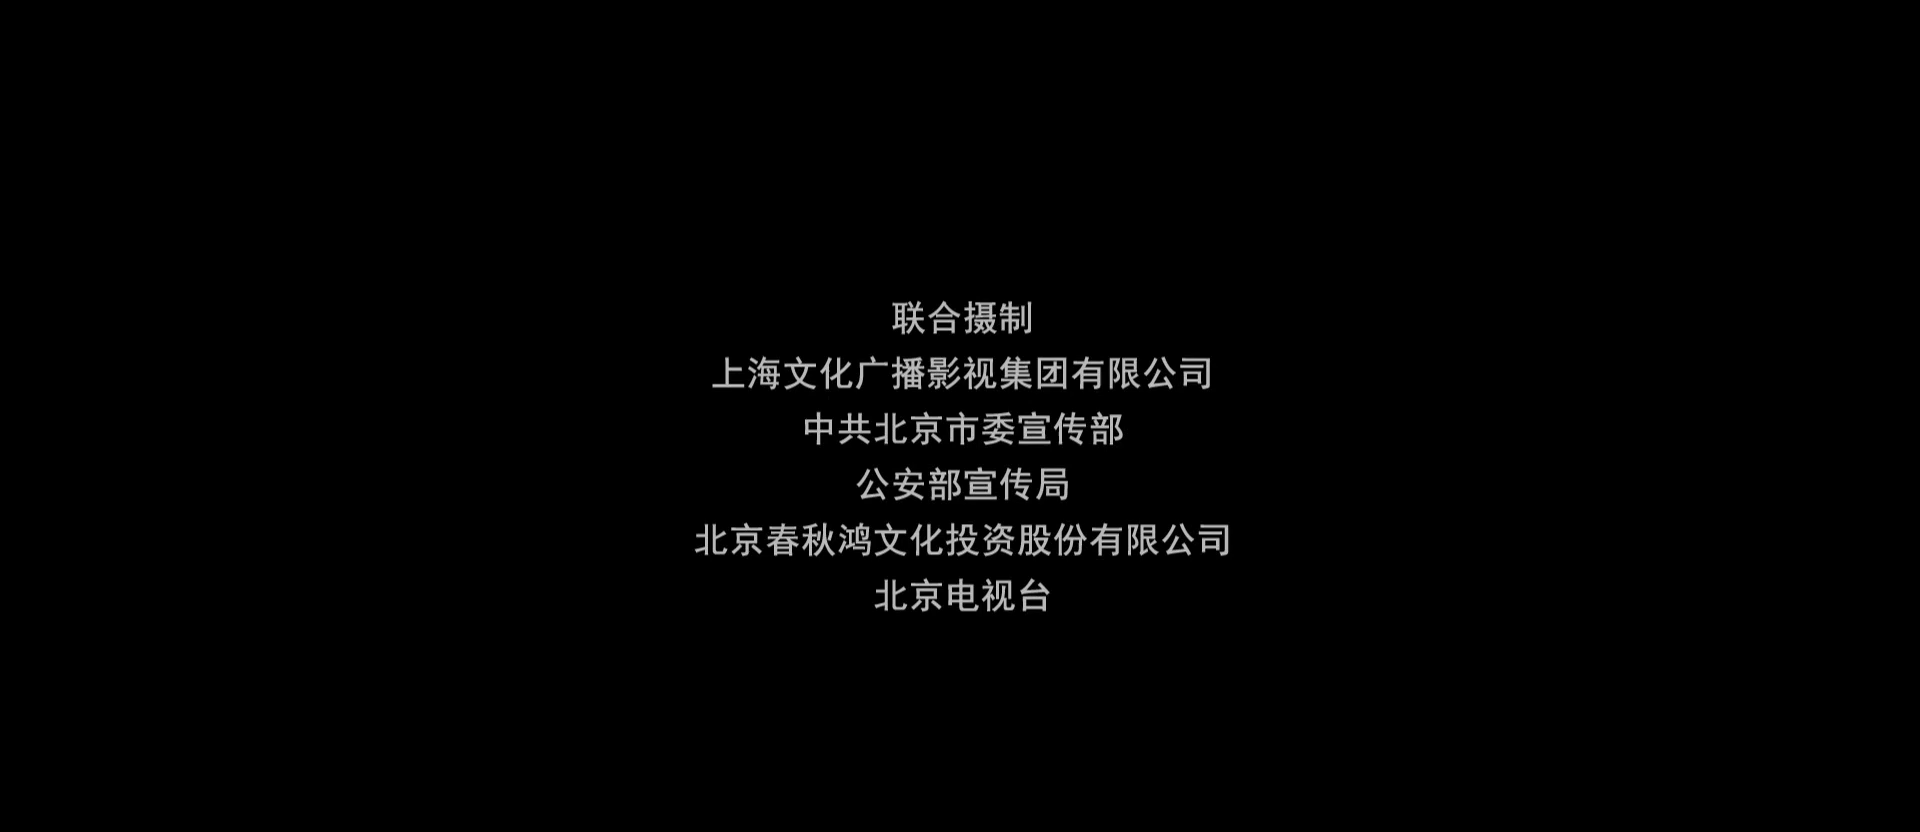 联合摄制
上海文化广播影视集团有限公司
中共北京市委宣传部
公安部宣传局
北京春秋鸿文化投资股份有限公司
北京电视台